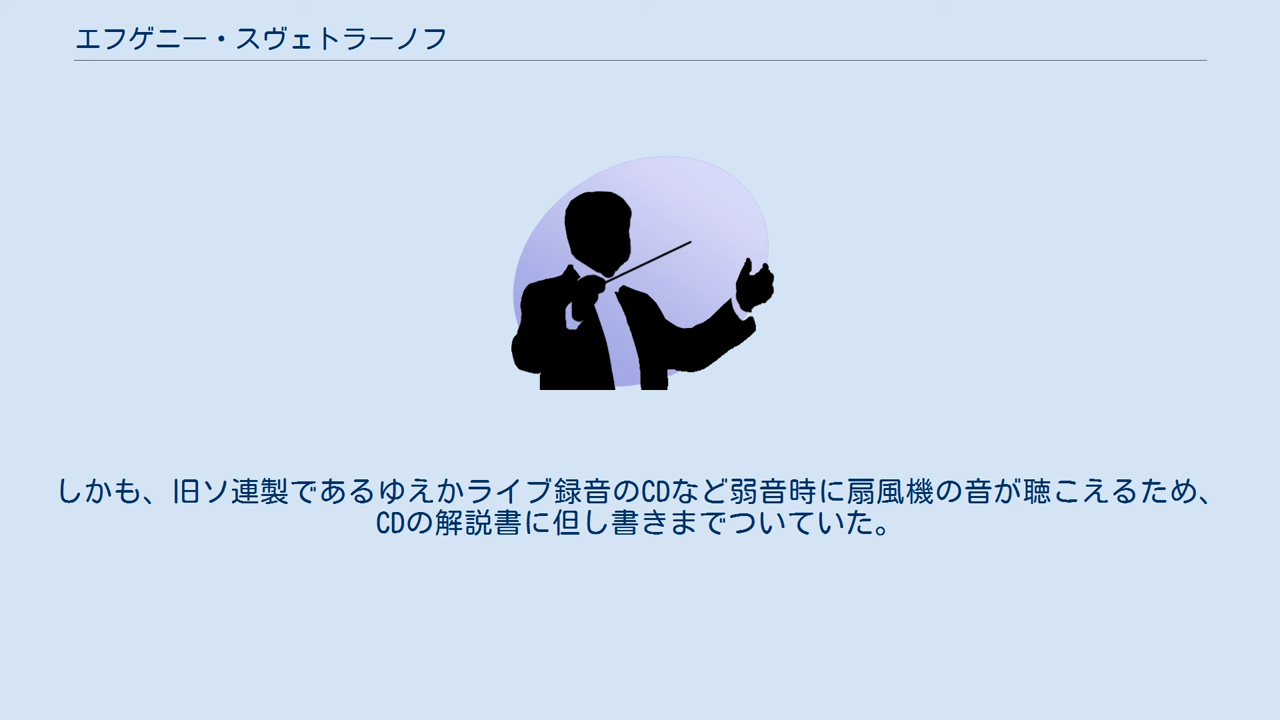 エフゲニー・スヴェトラーノフ
しかも、旧ソ連製であるゆえかライブ録音のCDなど弱音時に扇風機の音が聴こえるため、
CDの解説書に但し書きまでついていた。